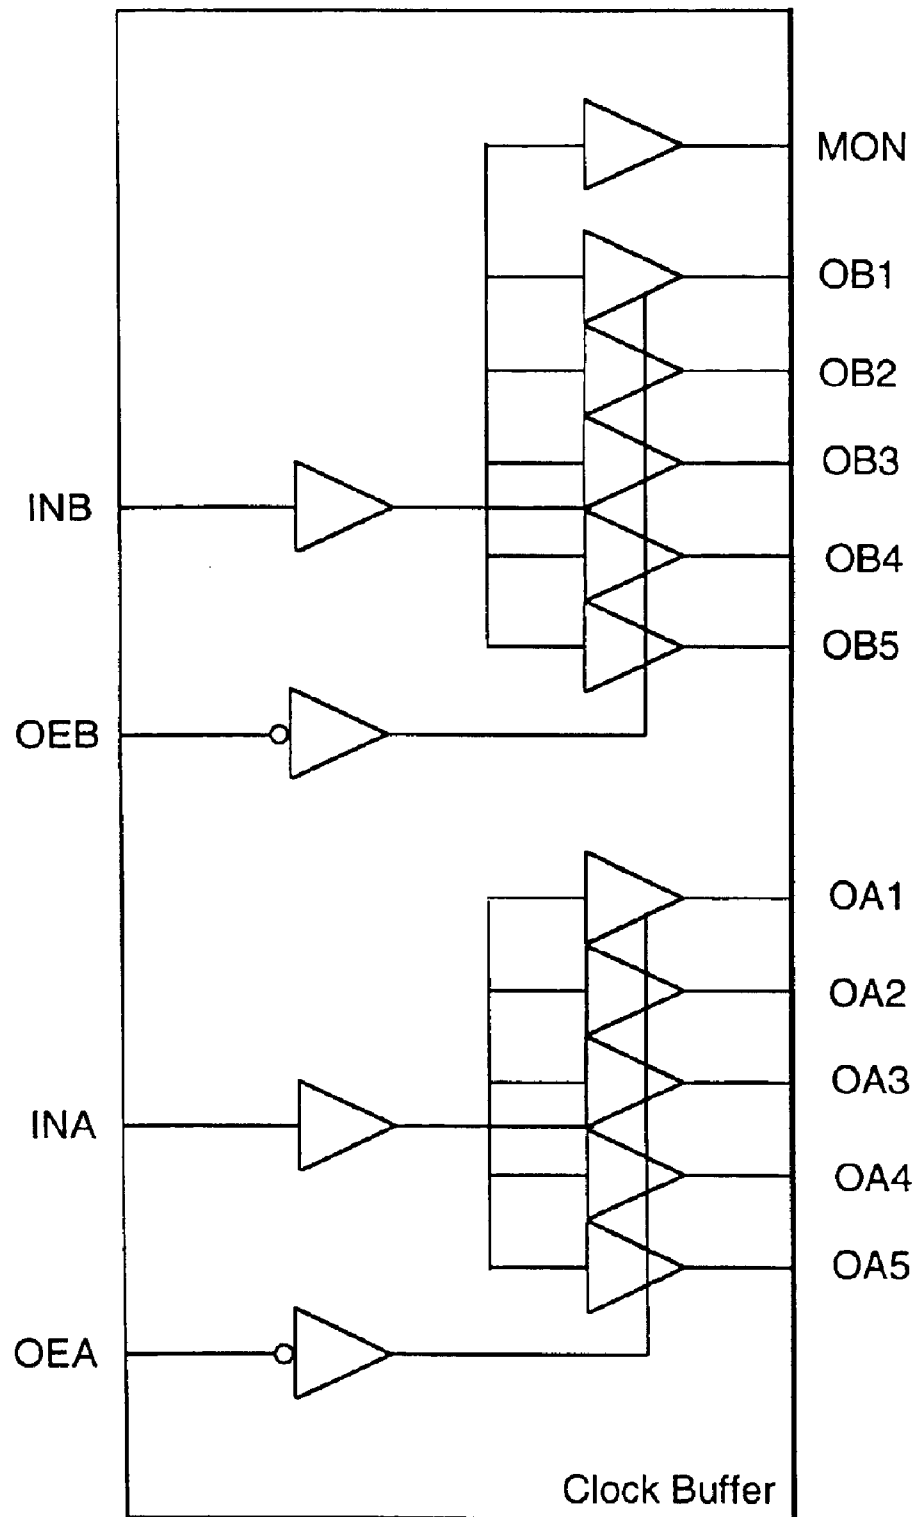 MON
OB1
OB2
OB3
INB
OB4
OB5
OEB
OA1
OA2
OA3
INA
OA4
OA5
OEA
Clock Buffer